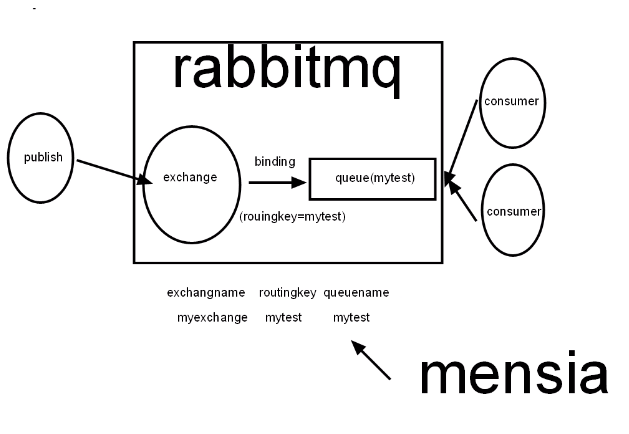 rabbitmq
publish
exchange
binding
(rouingkey=mytest)
queue(mytest)
consumer
consumer
exchangname routingkey queuename
myexchange mytest mytest
mensia